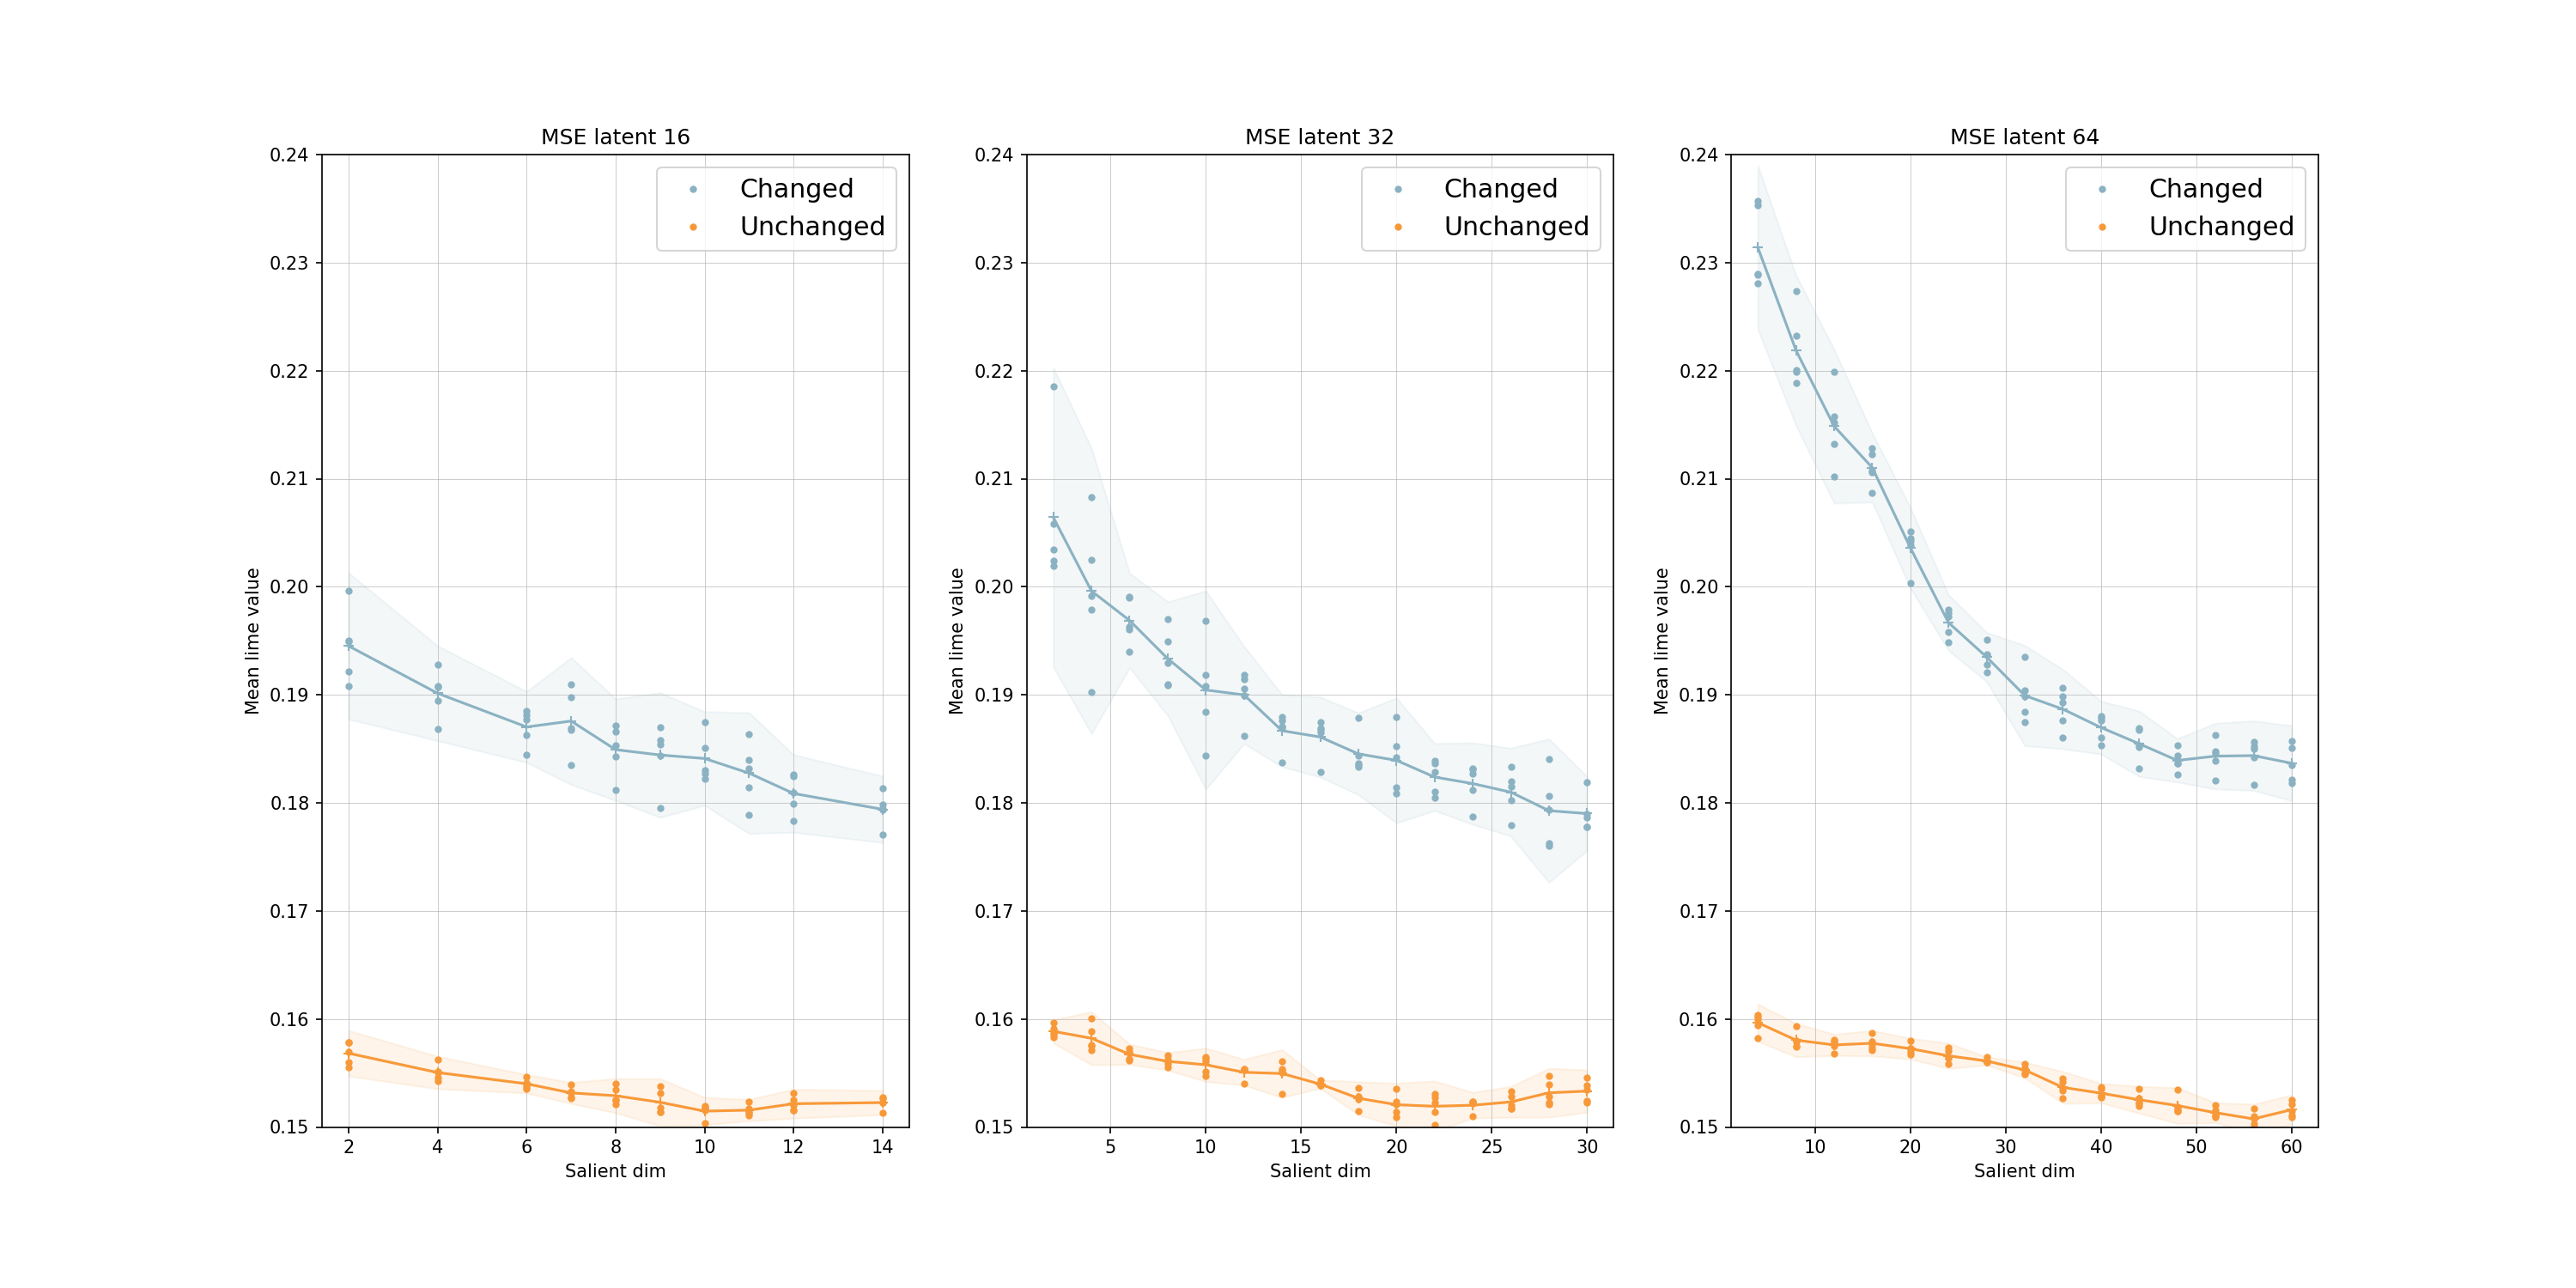 MSE latent 16
0.24
0.23
0.22
0.21
0.20
0.19
0.18
0.17
0.16
0.15
Mean lime value
2 4 6 8 10 12 14
Salient dim
Changed
Unchanged
MSE latent 32
0.24
0.23
0.22
0.21
0.20
0.19
0.18
0.17
0.16
0.15
Mean lime value
5 10 15 20 25 30
Salient dim
Changed
Unchanged
MSE latent 64
0.24
0.23
0.22
0.21
0.20
0.19
0.18
0.17
0.16
0.15
Mean lime value
10 20 30 40 50 60
Salient dim
Changed
Unchanged